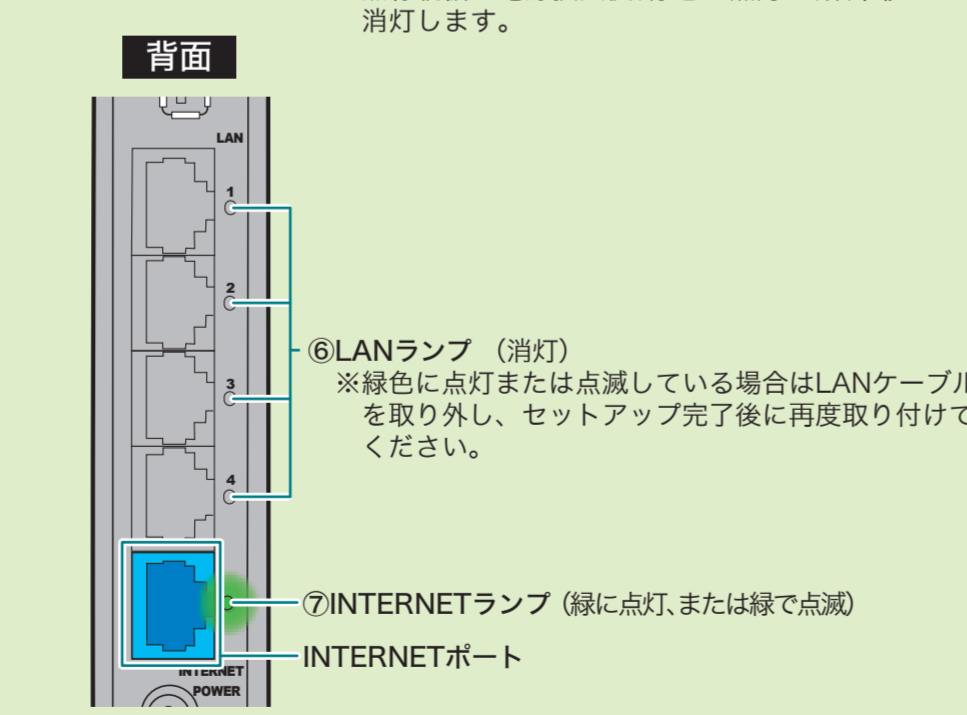 消灯します。
背面
LAN
1
2
3
4
⑥LANランプ （消灯）
※緑色に点灯または点滅している場合はLANケーブル
を取り外し、セットアップ完了後に再度取り付けて
ください。
⑦INTERNETランプ（緑に点灯、または緑で点滅）
INTERNETポート
INTERNET
POWER